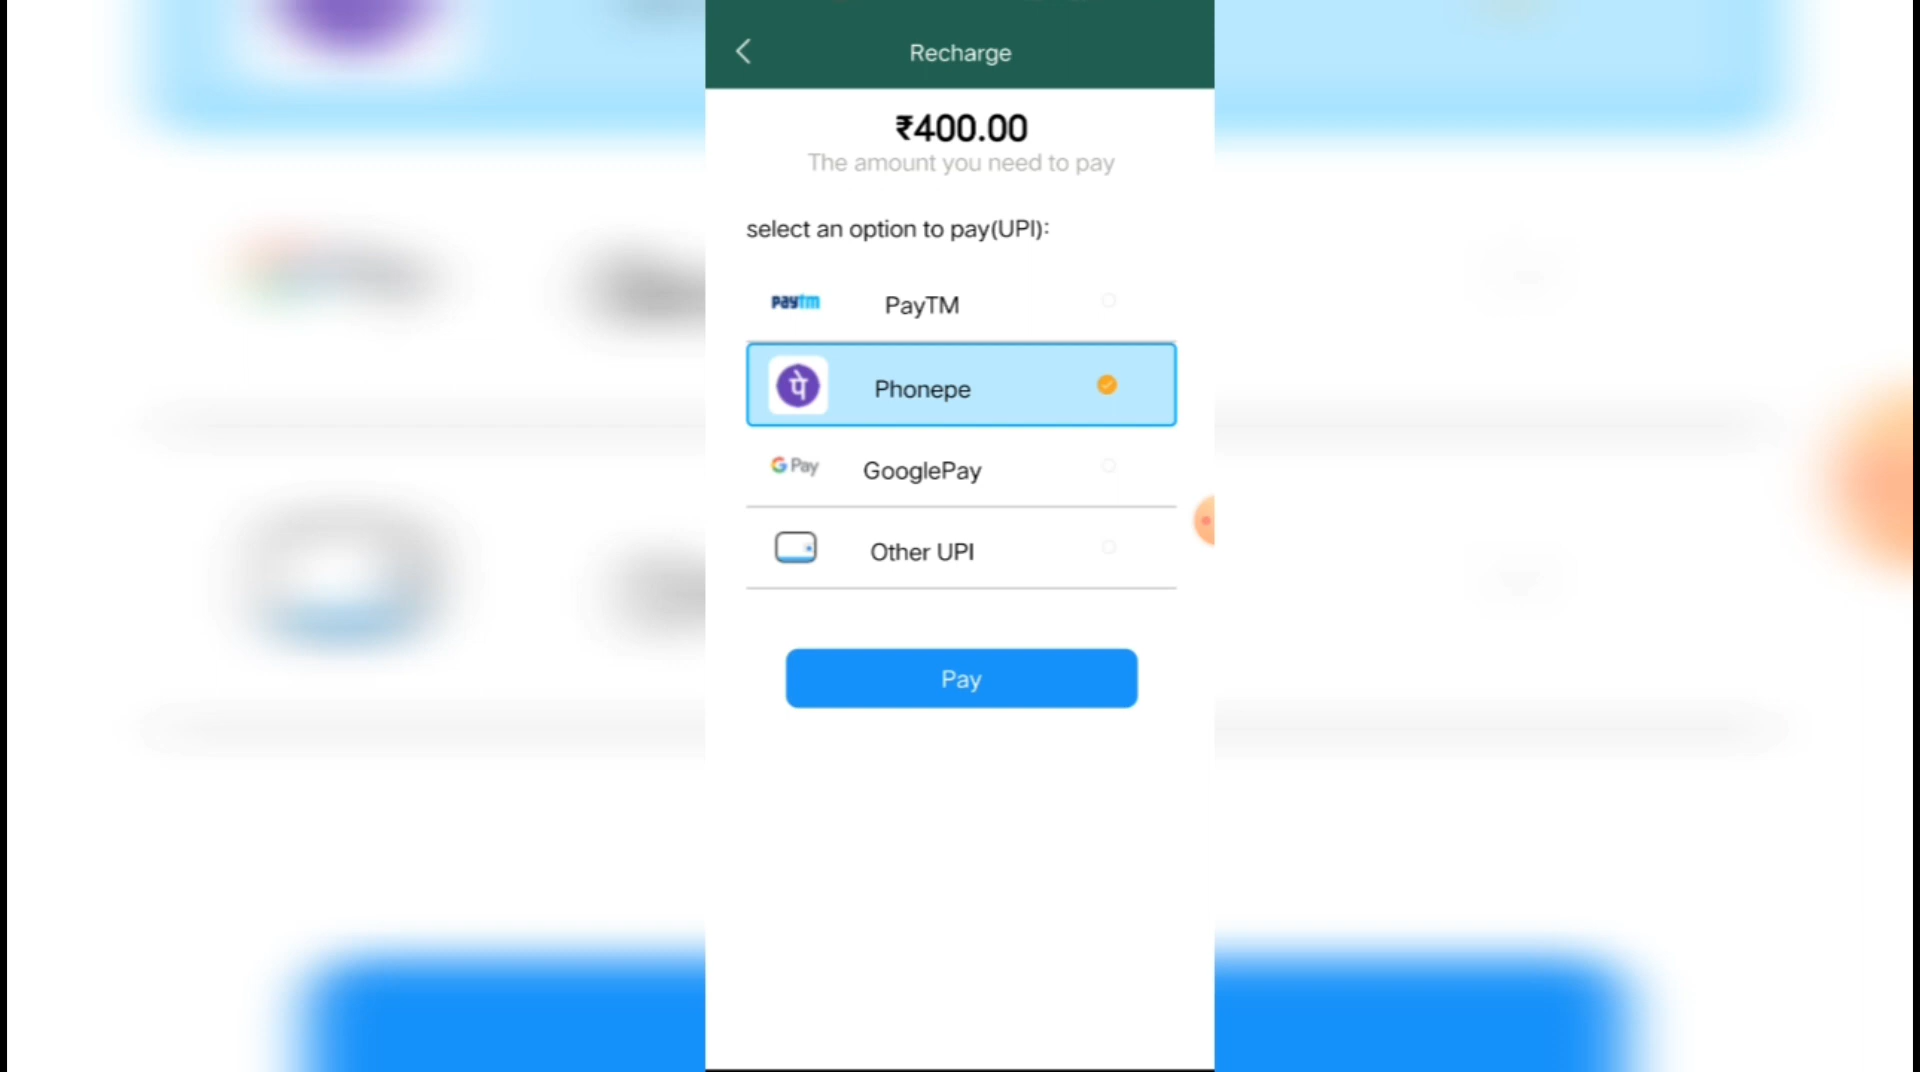 Recharge
₹400.00
The amount you need to pay
select an option to pay(UPI):
paytm PayTM
पे Phonepe
G Pay GooglePay
Other UPI
Pay